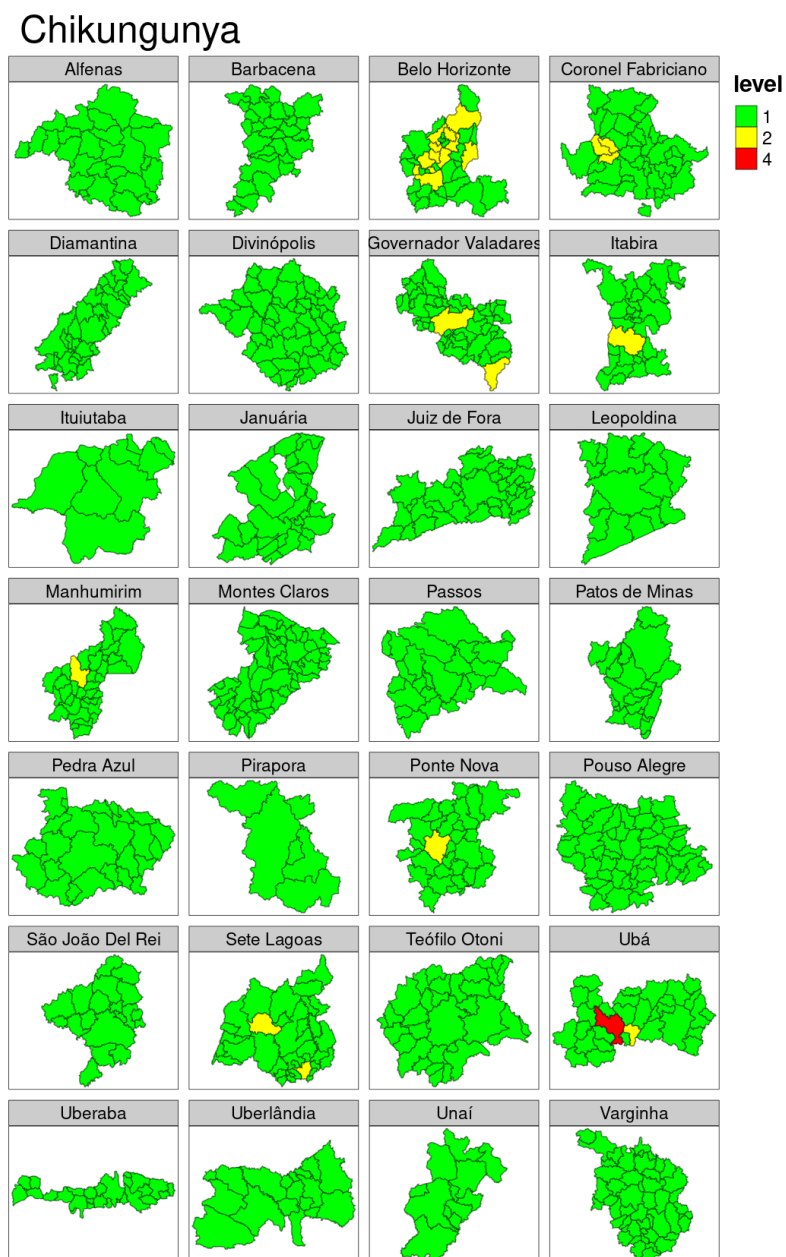 Chikungunya
Alfenas
Barbacena
Belo Horizonte
Coronel Fabriciano
level
1
2
4
Diamantina
Divinópolis
Governador Valadares
Itabira
Ituiutaba
Januária
Juiz de Fora
Leopoldina
Manhumirim
Montes Claros
Passos
Patos de Minas
Pedra Azul
Pirapora
Ponte Nova
Pouso Alegre
São João Del Rei
Sete Lagoas
Teófilo Otoni
Ubá
Uberaba
Uberlândia
Unaí
Varginha